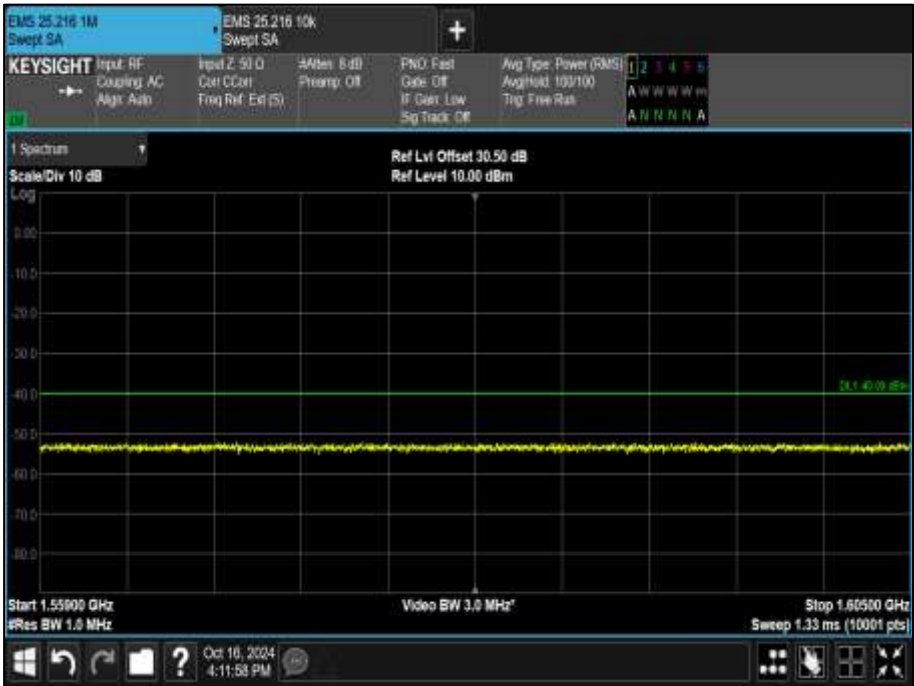 EMS 25.216 1M
Swept SA
EMS 25.216 10k
Swept SA
+
KEYSIGHT
Input: RF
Coupling: AC
Align: Auto
Input Z: 50 Ω
Corr CCorr
Freq Ref: Ext (S)
#Atten: 8 dB
Preamp: Off
PNO: Fast
Gate: Off
IF Gain: Low
Sig Track: Off
Avg Type: Power (RMS)
Avg|Hold: 100/100
Trig: Free Run
1 2 3 4 5 6
A W W W W
A N N N N A
1 Spectrum
Scale/Div 10 dB
Ref Lvl Offset 30.50 dB
Ref Level 10.00 dBm
Log
0.00
-10.0
-20.0
-30.0
DL1 -40.00 dBm
-40.0
-50.0
-60.0
-70.0
-80.0
Start 1.55900 GHz
#Res BW 1.0 MHz
Video BW 3.0 MHz*
Stop 1.60500 GHz
Sweep 1.33 ms (10001 pts)
?
Oct 16, 2024
4:11:58 PM